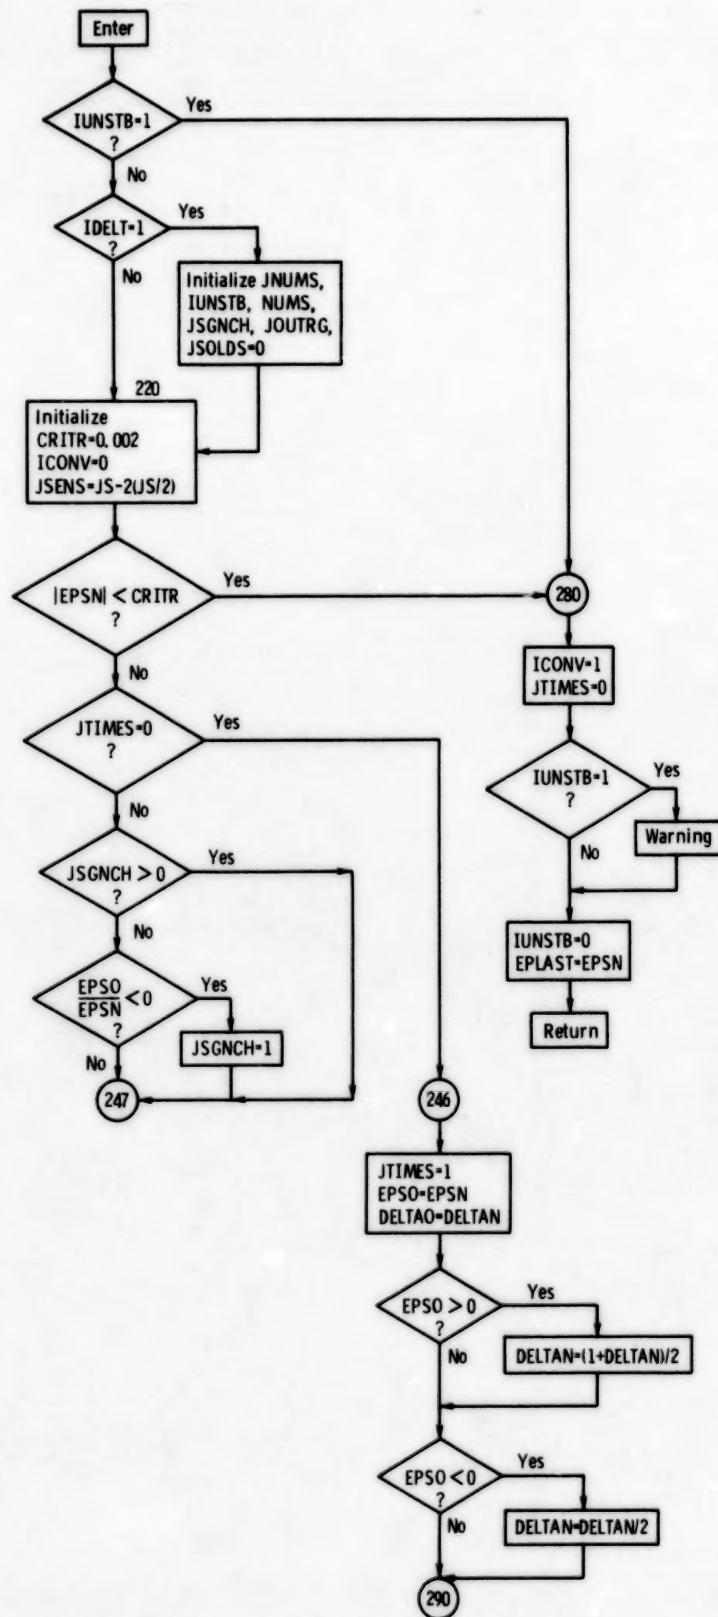 Enter
IUNSTB=1
?
Yes
No
IDELT=1
?
Yes
No
Initialize JNUMS,
IUNSTB, NUMS,
JSGNCH, JOUTRG,
JSOLDS=0
220
Initialize
CRITR=0.002
ICONV=0
JSENS=JS-2(JS/2)
|EPSN| < CRITR
?
Yes
No
280
ICONV=1
JTIMES=0
IUNSTB=1
?
Yes
No
Warning
IUNSTB=0
EPLAST=EPSN
Return
JTIMES=0
?
Yes
No
JSGNCH > 0
?
Yes
No
EPSO
EPSN <0
?
Yes
No
JSGNCH=1
247
246
JTIMES=1
EPSO=EPSN
DELTAO=DELTAN
EPSO > 0
?
Yes
No
DELTAN=(1+DELTAN)/2
EPSO < 0
?
Yes
No
DELTAN=DELTAN/2
290